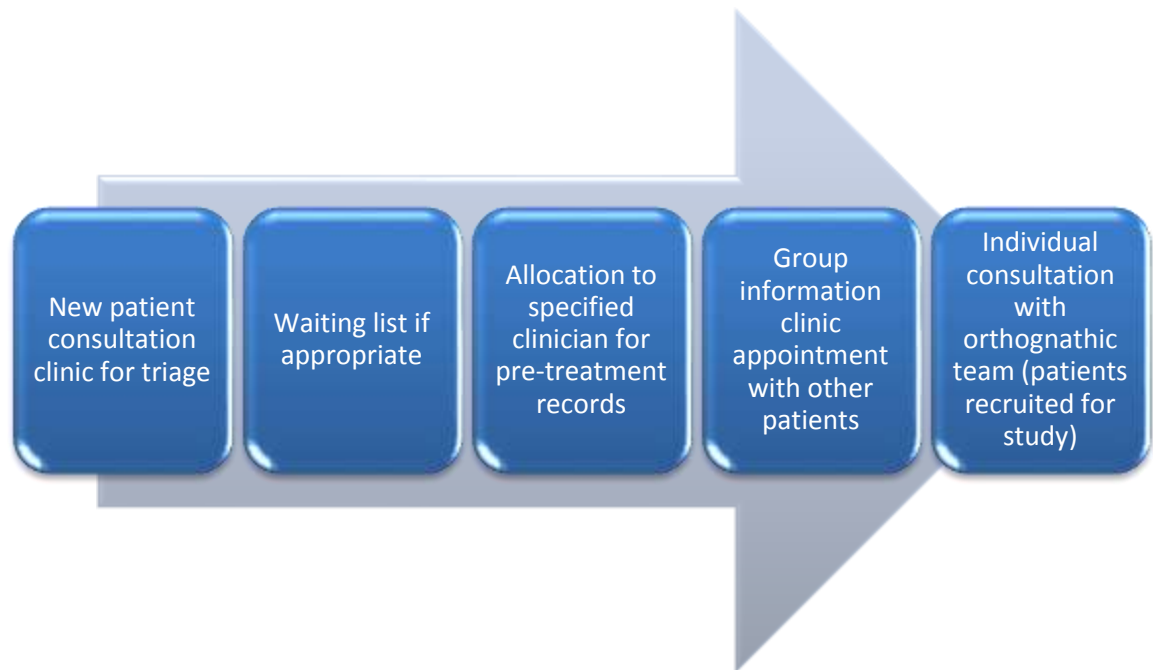 New patient
consultation
clinic for triage
Waiting list if
appropriate
Allocation to
specified
clinician for
pre-treatment
records
Group
information
clinic
appointment
with other
patients
Individual
consultation
with
orthognathic
team (patients
recruited for
study)